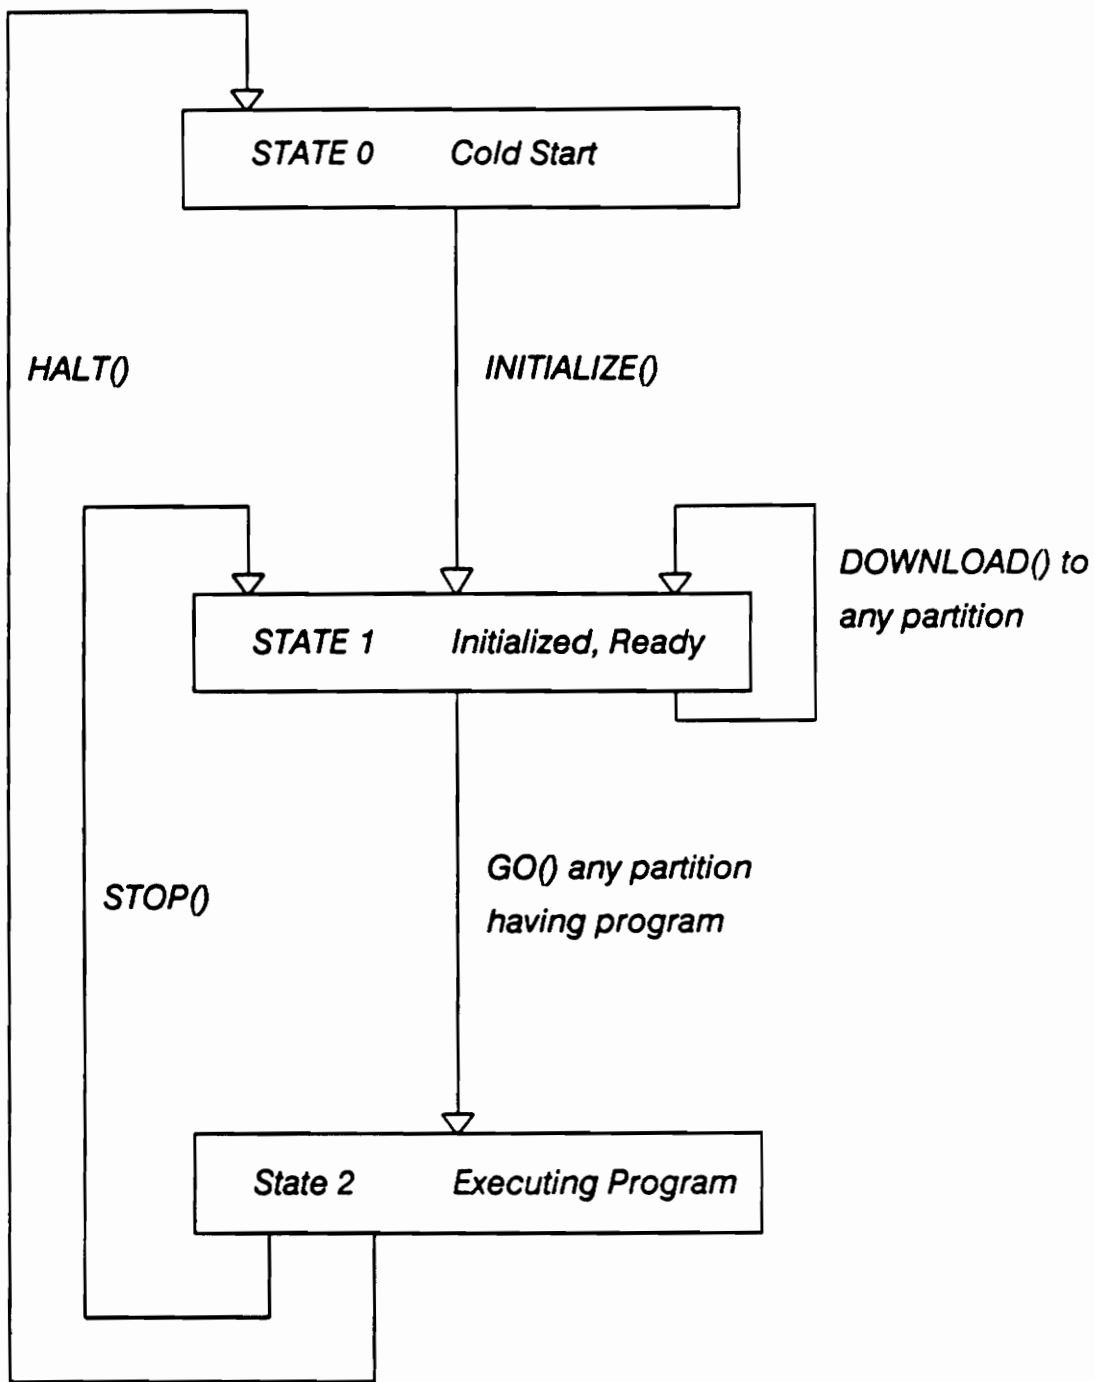 STATE 0 Cold Start
HALT()
INITIALIZE()
DOWNLOAD() to
any partition
STATE 1 Initialized, Ready
GO() any partition
having program
STOP()
State 2 Executing Program